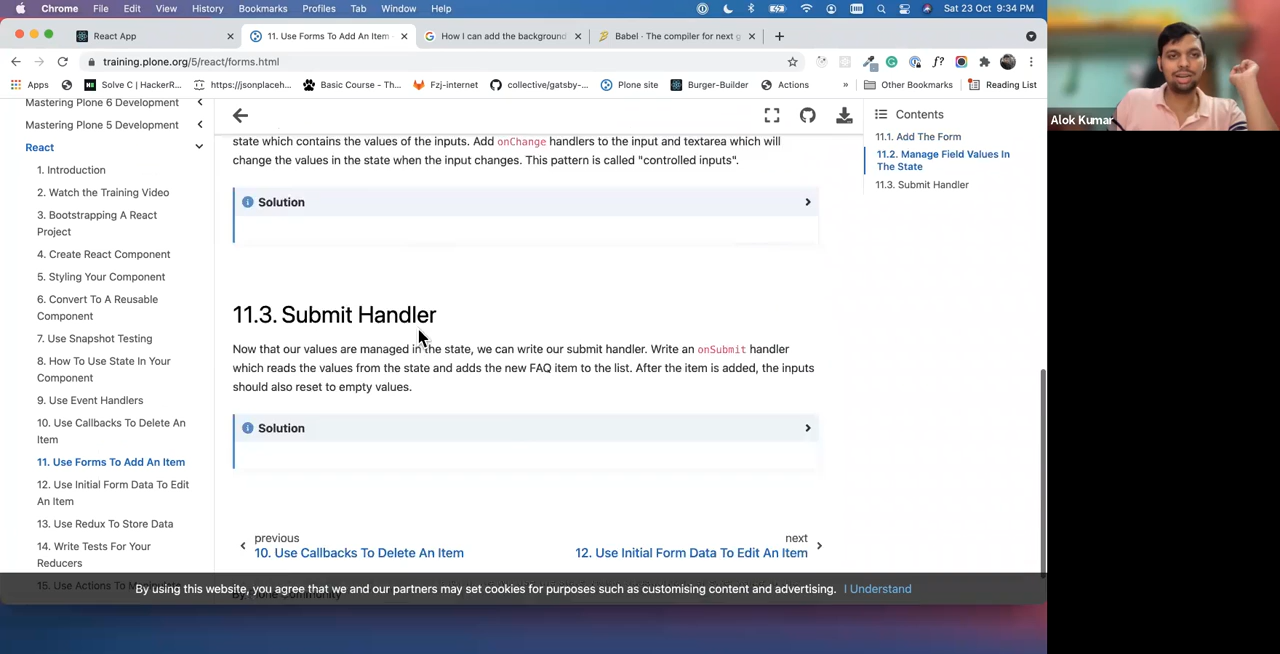 Chrome File Edit View History Bookmarks Profiles Tab Window Help Sat 23 Oct 9:34 PM
React App
11. Use Forms To Add An Item -
How I can add the background
Babel · The compiler for next g
training.plone.org/5/react/forms.html
Apps
Solve C | HackerR...
https://jsonplaceh...
Basic Course - Th...
Fzj-internet
collective/gatsby-...
Plone site
Burger-Builder
Actions
»
Other Bookmarks
Reading List
Mastering Plone 6 Development
Mastering Plone 5 Development
React
1. Introduction
2. Watch the Training Video
3. Bootstrapping A React
Project
4. Create React Component
5. Styling Your Component
6. Convert To A Reusable
Component
7. Use Snapshot Testing
8. How To Use State In Your
Component
9. Use Event Handlers
10. Use Callbacks To Delete An
Item
11. Use Forms To Add An Item
12. Use Initial Form Data To Edit
An Item
13. Use Redux To Store Data
14. Write Tests For Your
Reducers
15. Use Actions To Manipulate
state which contains the values of the inputs. Add onChange handlers to the input and textarea which will
change the values in the state when the input changes. This pattern is called "controlled inputs".
Solution
11.3. Submit Handler
Now that our values are managed in the state, we can write our submit handler. Write an onSubmit handler
which reads the values from the state and adds the new FAQ item to the list. After the item is added, the inputs
should also reset to empty values.
Solution
previous
10. Use Callbacks To Delete An Item
next
12. Use Initial Form Data To Edit An Item
Contents
11.1. Add The Form
11.2. Manage Field Values In
The State
11.3. Submit Handler
By using this website, you agree that we and our partners may set cookies for purposes such as customising content and advertising. I Understand
Alok Kumar